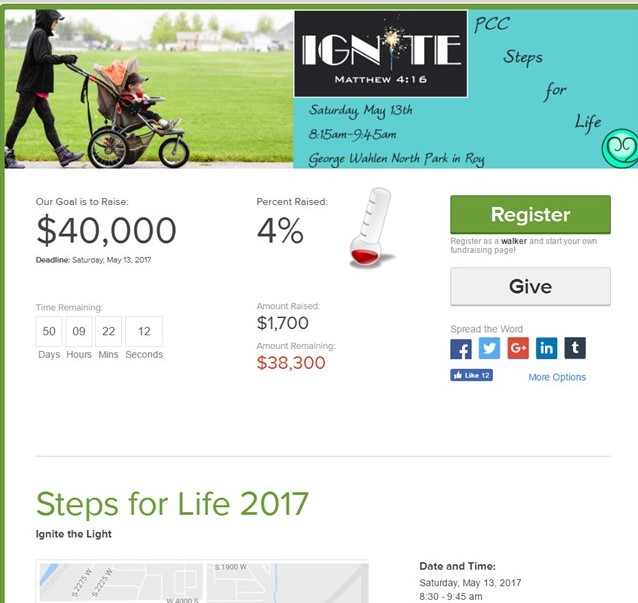 IGNITE
MATTHEW 4:16
PCC
Steps
for
Life
Saturday, May 13th
8:15am-9:45am
George Wahlen North Park in Roy
Our Goal is to Raise:
$40,000
Deadline: Saturday, May 13, 2017
Percent Raised:
4%
Time Remaining:
50 09 22 12
Days Hours Mins Seconds
Amount Raised:
$1,700
Amount Remaining:
$38,300
Register
Register as a walker and start your own
fundraising page!
Give
Spread the Word
f G+ in t
Like 12
More Options
Steps for Life 2017
Ignite the Light
S 2275 W
S 2225 W
S 1900 W
W 4000 S
Date and Time:
Saturday, May 13, 2017
8:30 - 9:45 am